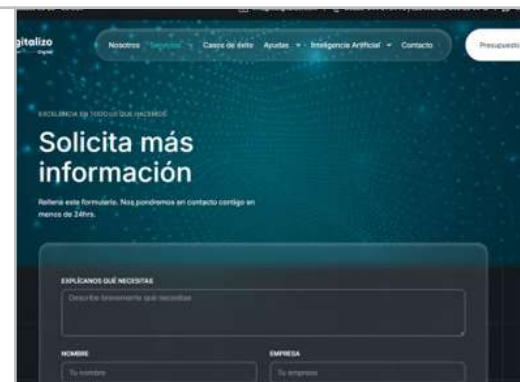 gitalizo
Digital
Nosotros Servicios Casos de éxito Ayudas Inteligencia Artificial Contacto
Presupuesto
EXCELENCIA EN TODO LO QUE HACEMOS
Solicita más
información
Rellena este formulario. Nos pondremos en contacto contigo en
menos de 24hrs.
EXPLÍCANOS QUÉ NECESITAS
Describe brevemente qué necesitas
NOMBRE EMPRESA
Tu nombre Tu empresa